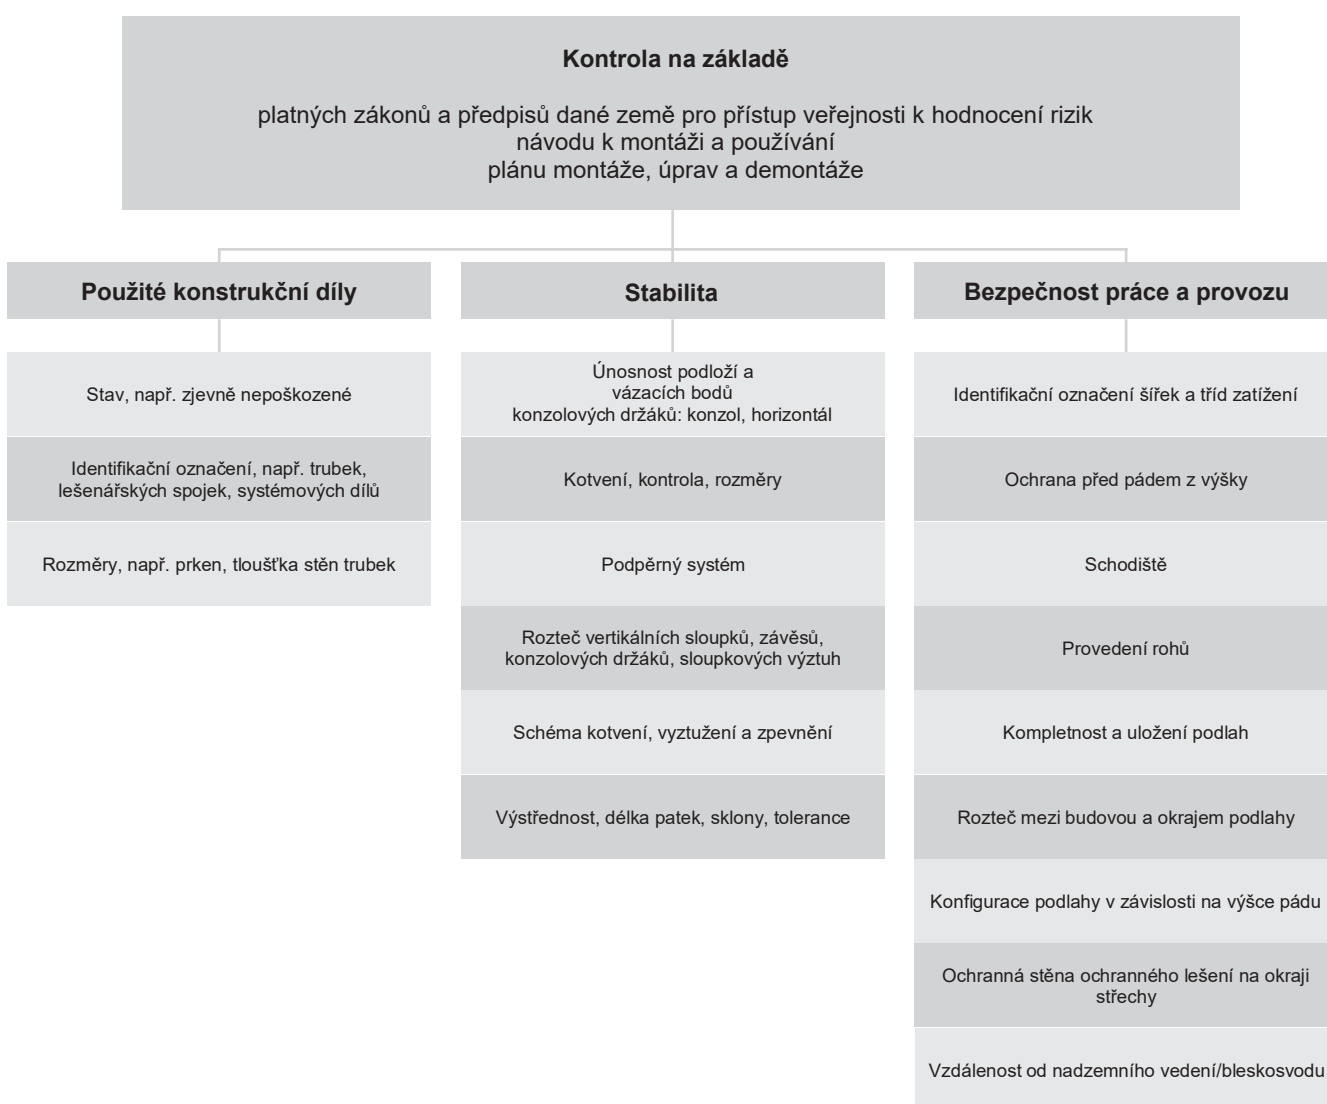 Kontrola na základě
platných zákonů a předpisů dané země pro přístup veřejnosti k hodnocení rizik
návodu k montáži a používání
plánu montáže, úprav a demontáže
Použité konstrukční díly
Stav, např. zjevně nepoškozené
Identifikační označení, např. trubek,
lešenářských spojek, systémových dílů
Rozměry, např. prken, tloušťka stěn trubek
Stabilita
Únosnost podloží a
vázacích bodů
konzolových držáků: konzol, horizontál
Kotvení, kontrola, rozměry
Podpěrný systém
Rozteč vertikálních sloupků, závěsů,
konzolových držáků, sloupkových výztuh
Schéma kotvení, vyztužení a zpevnění
Výstřednost, délka patek, sklony, tolerance
Bezpečnost práce a provozu
Identifikační označení šířek a tříd zatížení
Ochrana před pádem z výšky
Schodiště
Provedení rohů
Kompletnost a uložení podlah
Rozteč mezi budovou a okrajem podlahy
Konfigurace podlahy v závislosti na výšce pádu
Ochranná stěna ochranného lešení na okraji
střechy
Vzdálenost od nadzemního vedení/bleskosvodu